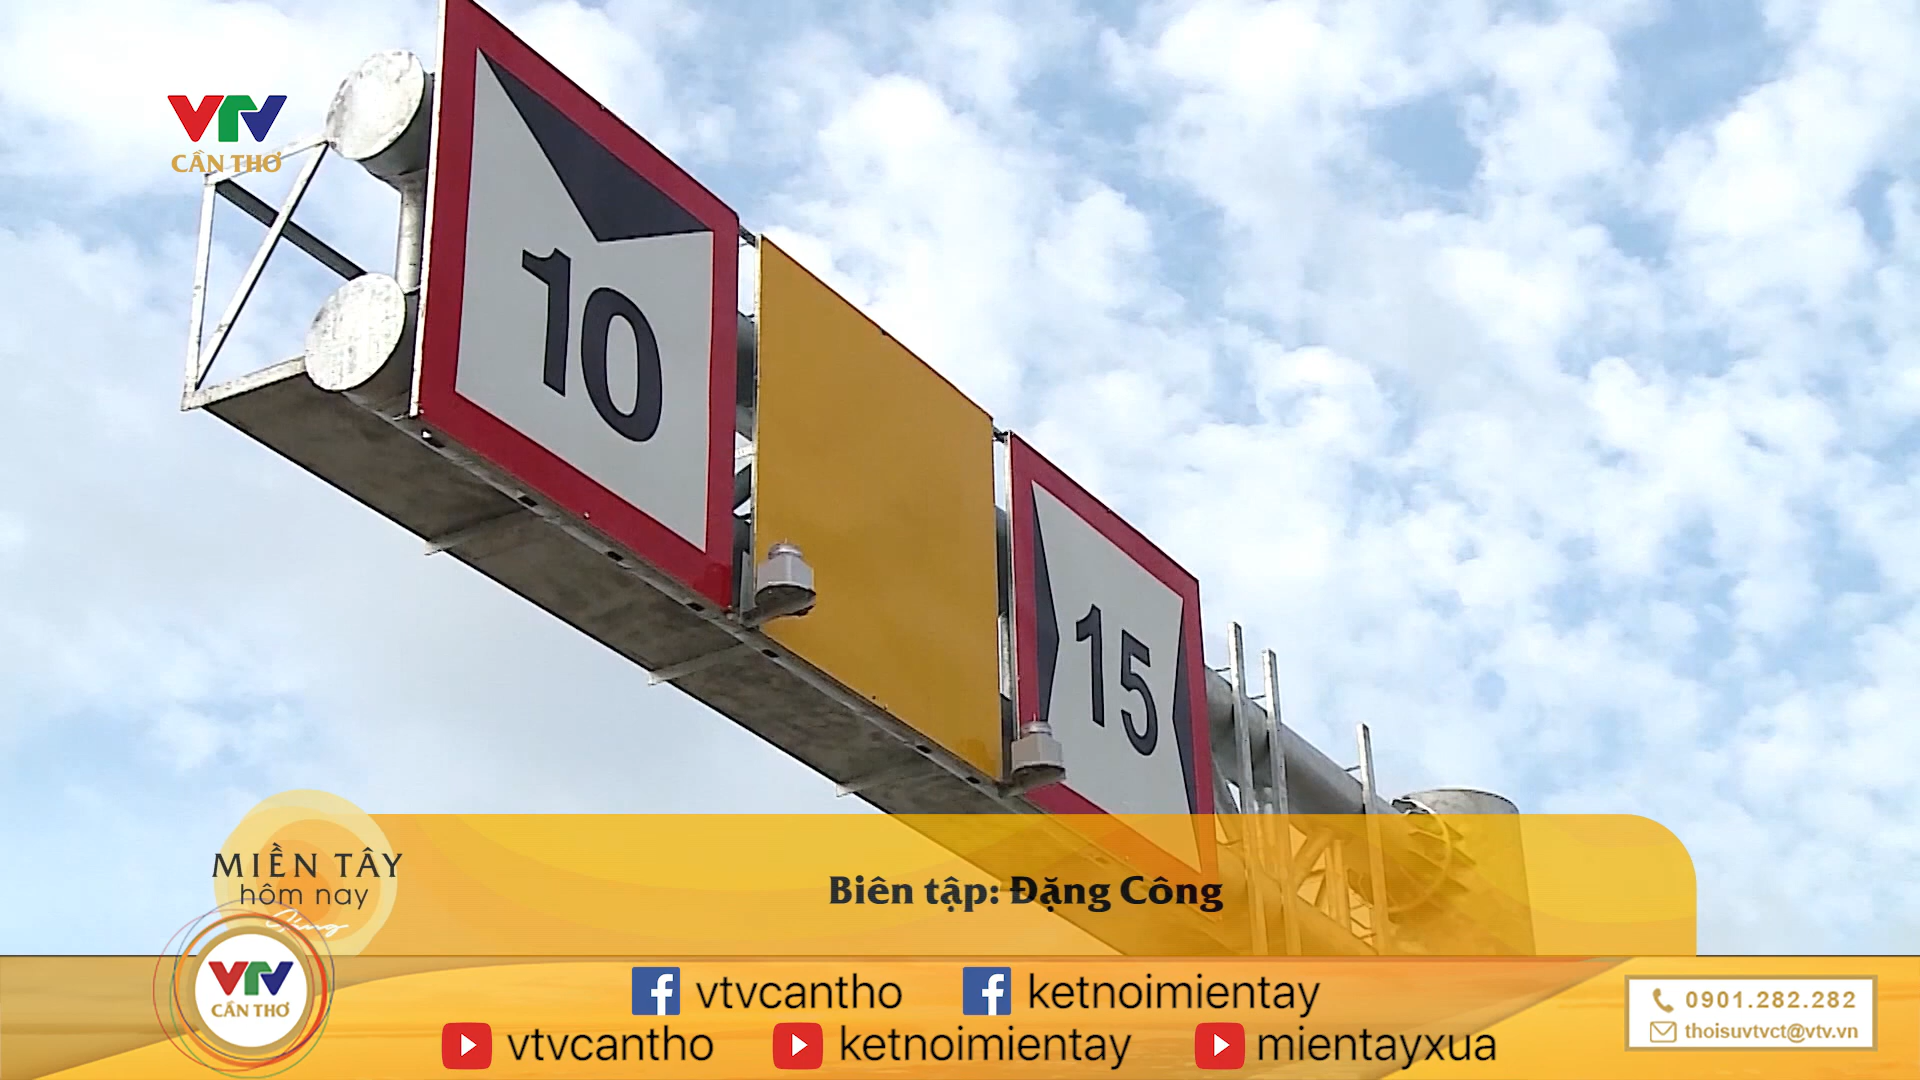 VTV
CẦN THƠ
10
15
MIỀN TÂY
hôm nay
Biên tập: Đặng Công
VTV
CẦN THƠ
vtvcantho
ketnoimientay
vtvcantho
ketnoimientay
mientayxua
0901.282.282
thoisuvtvct@vtv.vn